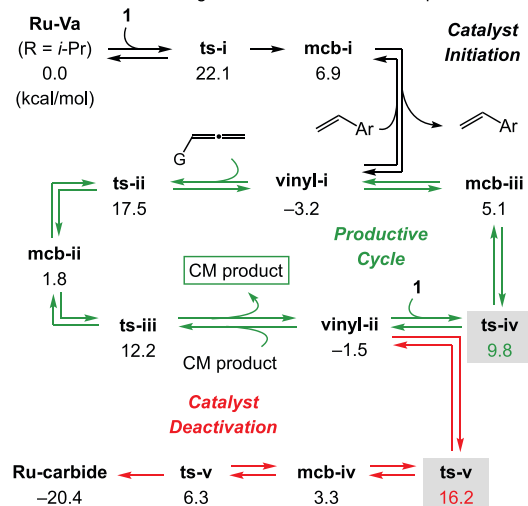 Ru-Va
(R = i-Pr)
0.0
(kcal/mol)
1
ts-i
22.1
mcb-i
6.9
Catalyst
Initiation
Ar
Ar
G
ts-ii
17.5
vinyl-i
–3.2
mcb-iii
5.1
mcb-ii
1.8
Productive
Cycle
CM product
ts-iii
12.2
CM product
vinyl-ii
–1.5
1
ts-iv
9.8
Catalyst
Deactivation
Ru-carbide
–20.4
ts-v
6.3
mcb-iv
3.3
ts-v
16.2